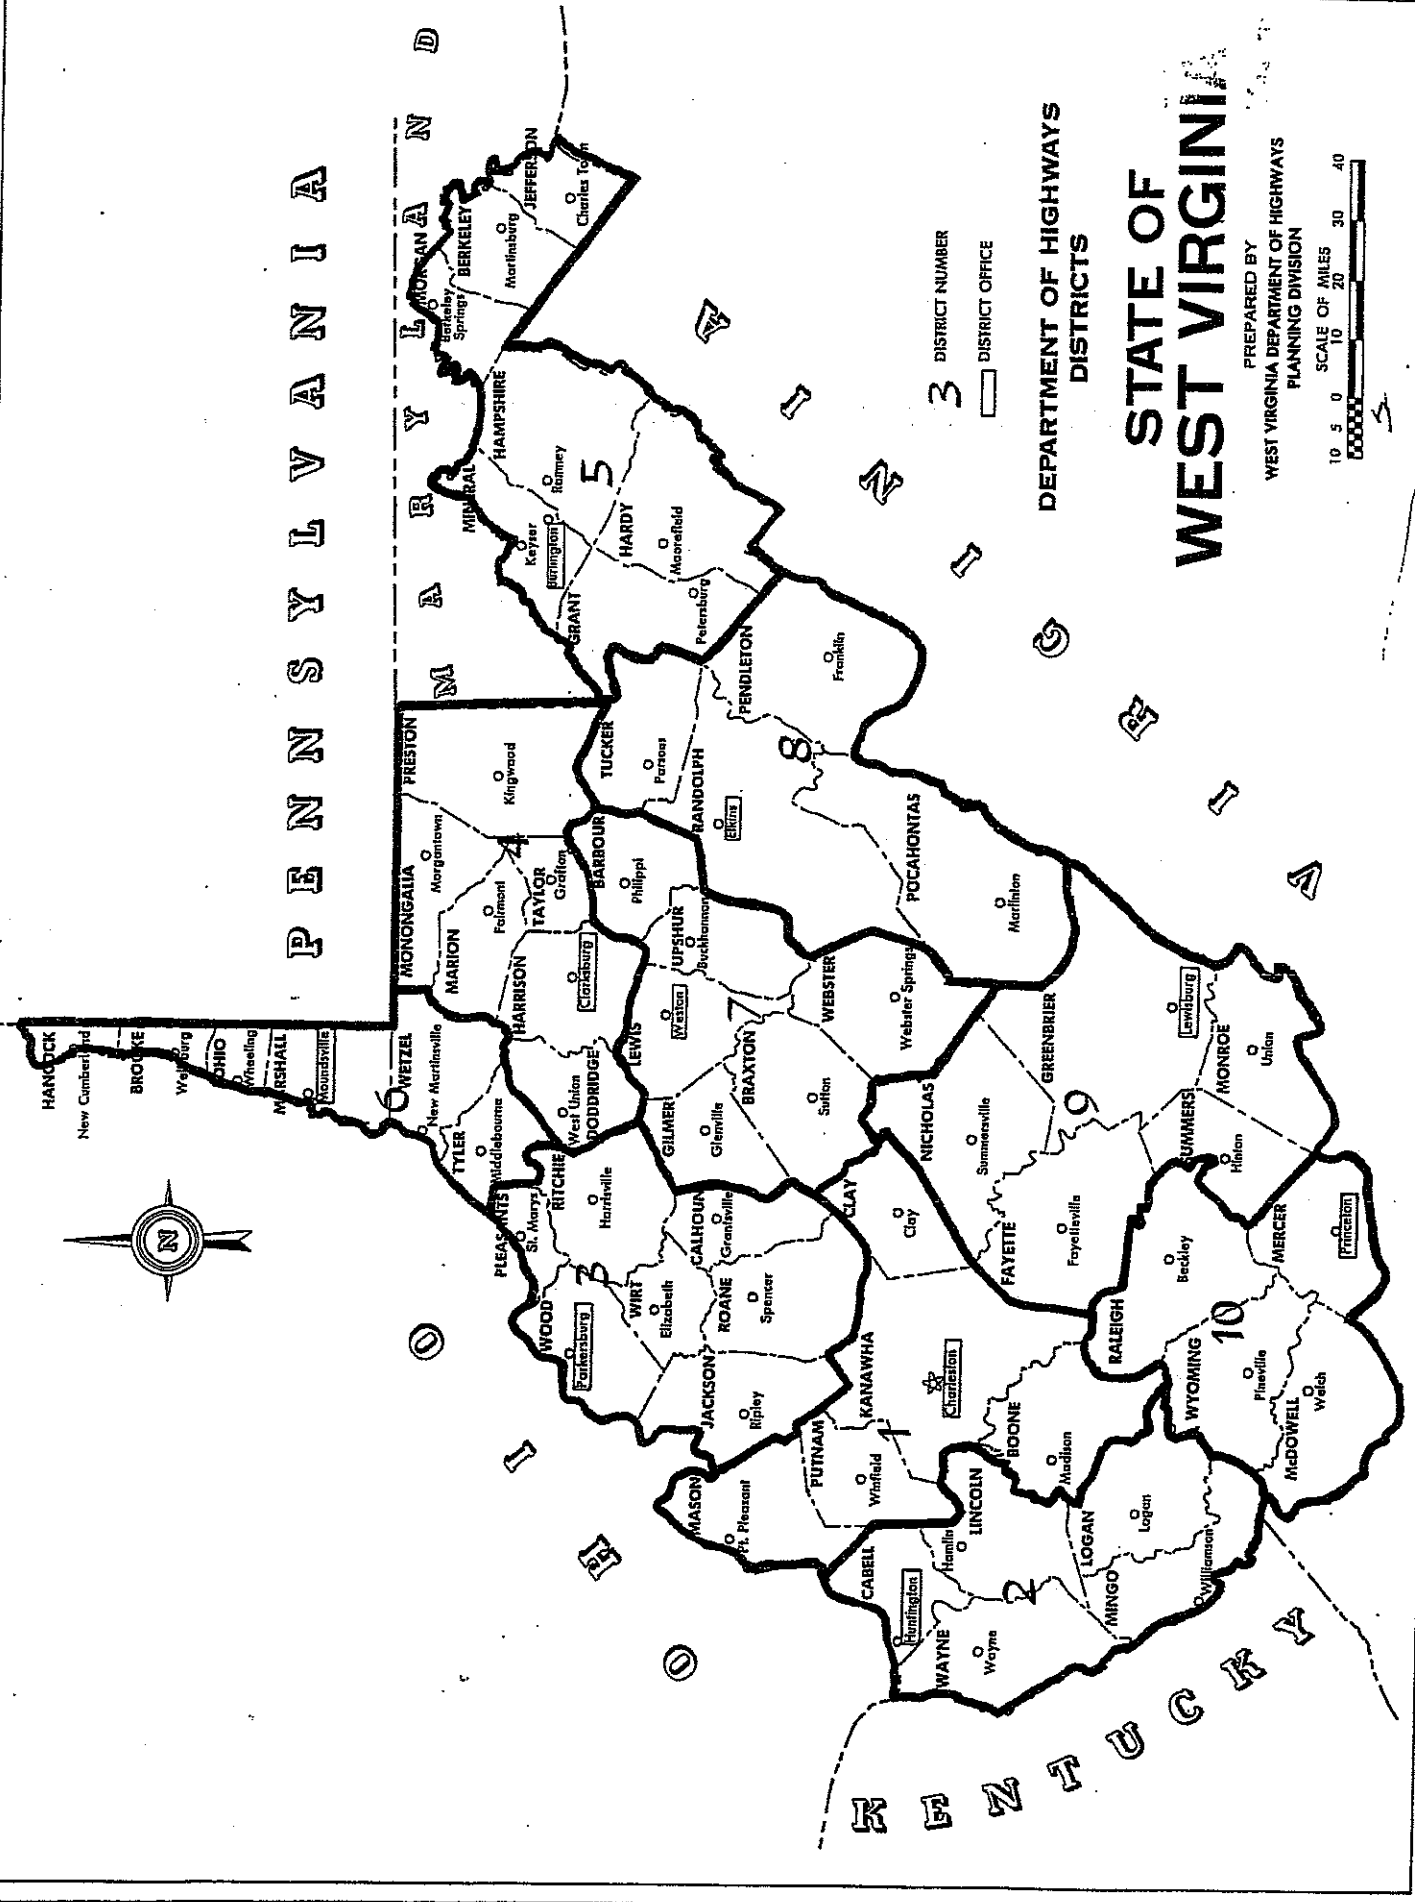 PENNSYLVANIA
MARYLAND
OHIO
KENTUCKY
VIRGINIA
N
HANCOCK
New Cumberland
BROOKE
Wellsburg
OHIO
Wheeling
MARSHALL
Moundsville
6
WETZEL
New Martinsville
TYLER
Middlebourne
PLEASANTS
St. Marys
RITCHIE
Harrisville
WOOD
Parkersburg
3
WIRT
Elizabeth
CALHOUN
Grantsville
ROANE
Spencer
JACKSON
Ripley
MONONGALIA
Morgantown
PRESTON
Kingwood
MARION
Fairmont
4
TAYLOR
Grafton
HARRISON
Clarksburg
DODDRIDGE
West Union
BARBOUR
Philippi
UPSHUR
Buckhannon
LEWIS
Weston
7
GILMER
Glenville
BRAXTON
Sutton
WEBSTER
Webster Springs
TUCKER
Parsons
RANDOLPH
Elkins
PENDLETON
Franklin
8
POCAHONTAS
Marlinton
MORGAN
Berkeley
Springs
BERKELEY
Martinsburg
JEFFERSON
Charles Town
HAMPSHIRE
Romney
MINERAL
Keyser
Burlington
5
HARDY
Moorefield
GRANT
Petersburg
MASON
Pt. Pleasant
PUTNAM
Winfield
1
KANAWHA
Charleston
CLAY
Clay
BOONE
Madison
CABELL
Huntington
WAYNE
Wayne
2
LINCOLN
Hamlin
LOGAN
Logan
MINGO
Williamson
NICHOLAS
Summersville
GREENBRIER
Lewisburg
9
FAYETTE
Fayetteville
SUMMERS
Hinton
MONROE
Union
RALEIGH
Beckley
10
WYOMING
Pineville
McDOWELL
Welch
MERCER
Princeton
3 DISTRICT NUMBER
DISTRICT OFFICE
DEPARTMENT OF HIGHWAYS
DISTRICTS
STATE OF
WEST VIRGINIA
PREPARED BY
WEST VIRGINIA DEPARTMENT OF HIGHWAYS
PLANNING DIVISION
SCALE OF MILES
10 5 0 10 20 30 40